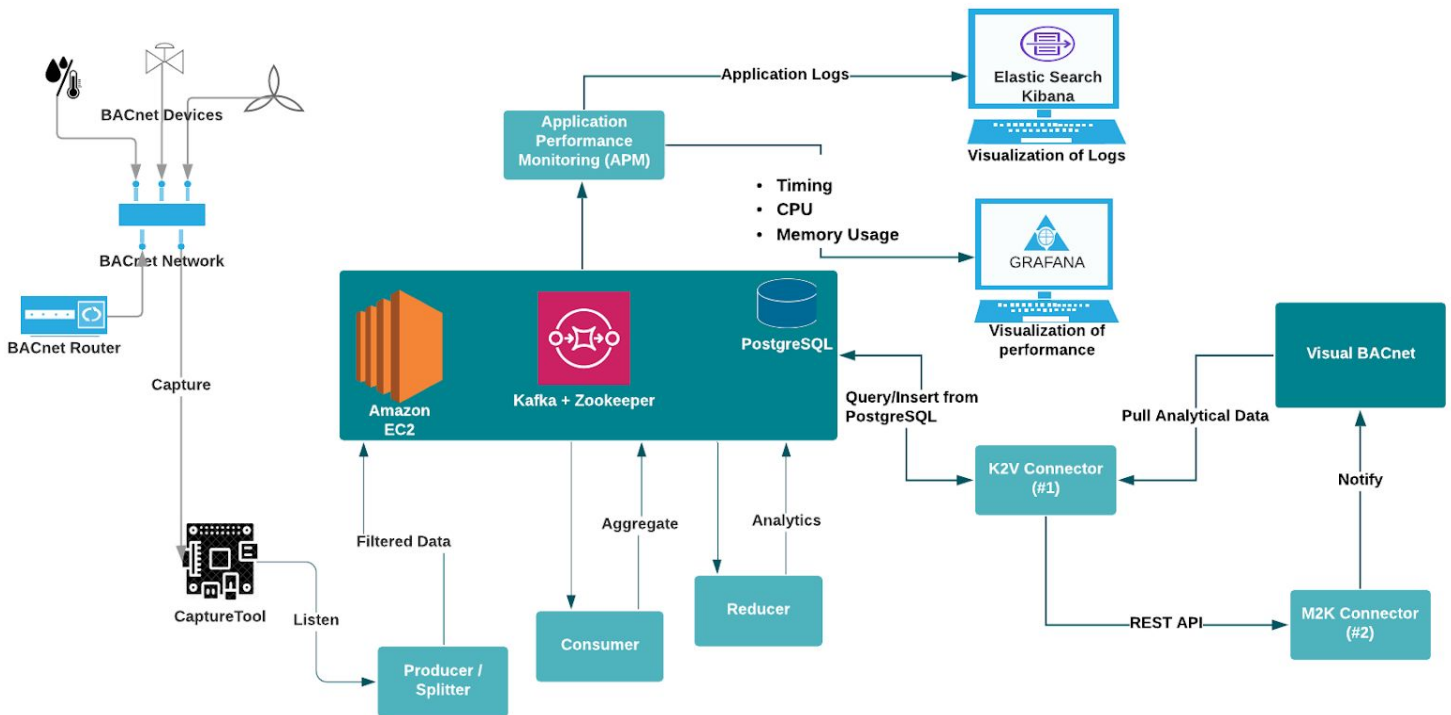 BACnet Devices
BACnet Network
BACnet Router
Capture
CaptureTool
Listen
Producer /
Splitter
Filtered Data
Amazon
EC2
Kafka + Zookeeper
PostgreSQL
Application
Performance
Monitoring (APM)
Application Logs
Elastic Search
Kibana
Visualization of Logs
• Timing
• CPU
• Memory Usage
GRAFANA
Visualization of
performance
Consumer
Aggregate
Reducer
Analytics
Query/Insert from
PostgreSQL
K2V Connector
(#1)
Pull Analytical Data
Visual BACnet
Notify
REST API
M2K Connector
(#2)